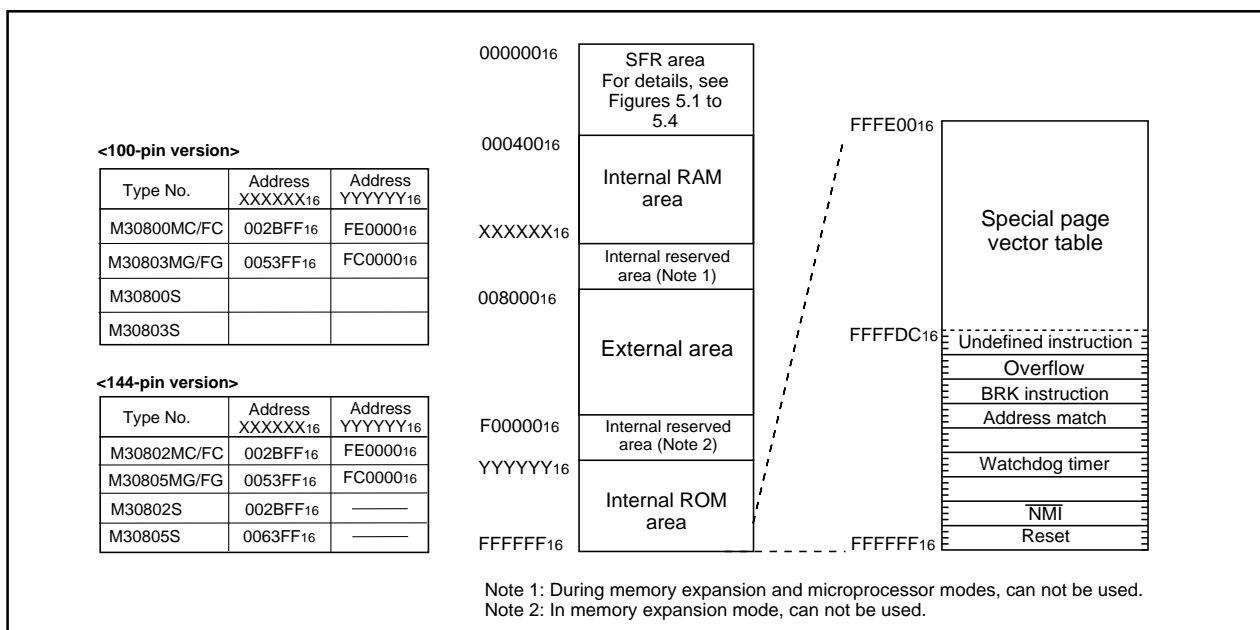 <100-pin version>
Type No. Address XXXXXX16 Address YYYYYY16
M30800MC/FC 002BFF16 FE000016
M30803MG/FG 0053FF16 FC000016
M30800S
M30803S
<144-pin version>
Type No. Address XXXXXX16 Address YYYYYY16
M30802MC/FC 002BFF16 FE000016
M30805MG/FG 0053FF16 FC000016
M30802S 002BFF16 ———
M30805S 0063FF16 ———
00000016
SFR area
For details, see
Figures 5.1 to
5.4
00040016
Internal RAM
area
XXXXXX16
Internal reserved
area (Note 1)
00800016
External area
F0000016
Internal reserved
area (Note 2)
YYYYYY16
Internal ROM
area
FFFFFF16
FFFE0016
Special page
vector table
FFFFDC16
Undefined instruction
Overflow
BRK instruction
Address match
Watchdog timer
NMI
Reset
FFFFFF16
Note 1: During memory expansion and microprocessor modes, can not be used.
Note 2: In memory expansion mode, can not be used.